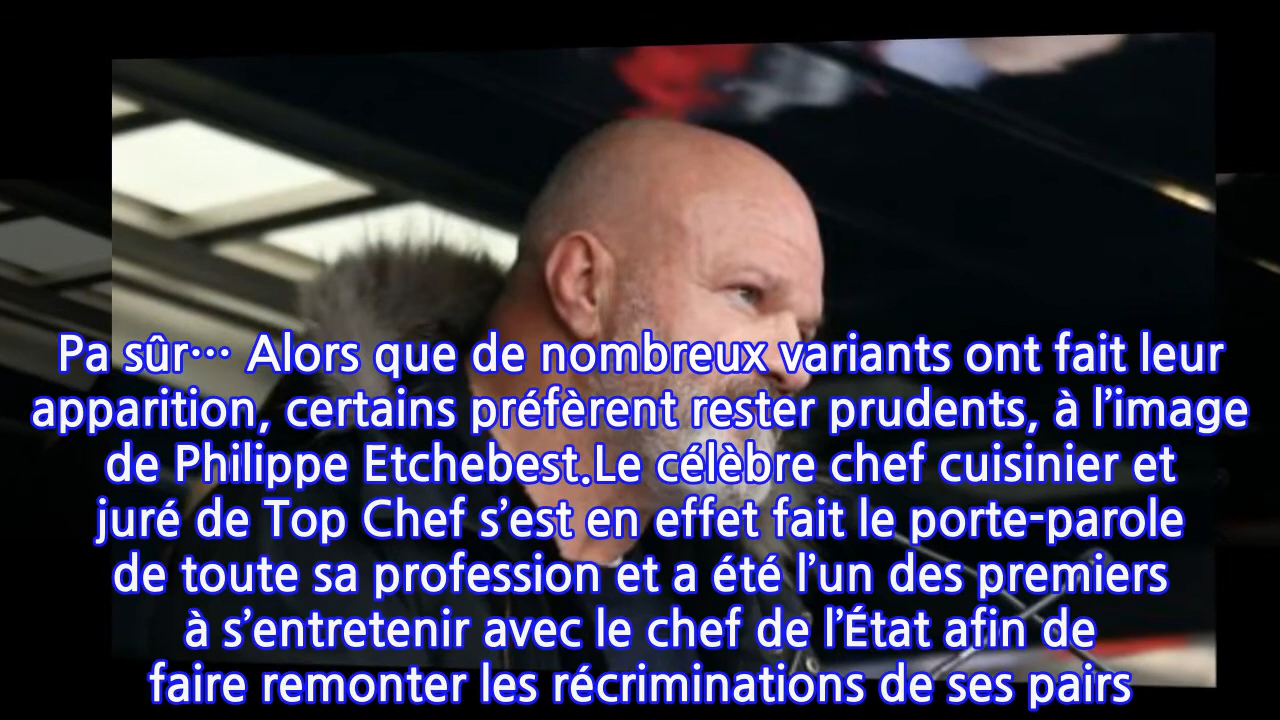 Pa sûr… Alors que de nombreux variants ont fait leur
apparition, certains préfèrent rester prudents, à l’image
de Philippe Etchebest.Le célèbre chef cuisinier et
juré de Top Chef s’est en effet fait le porte-parole
de toute sa profession et a été l’un des premiers
à s’entretenir avec le chef de l’État afin de
faire remonter les récriminations de ses pairs